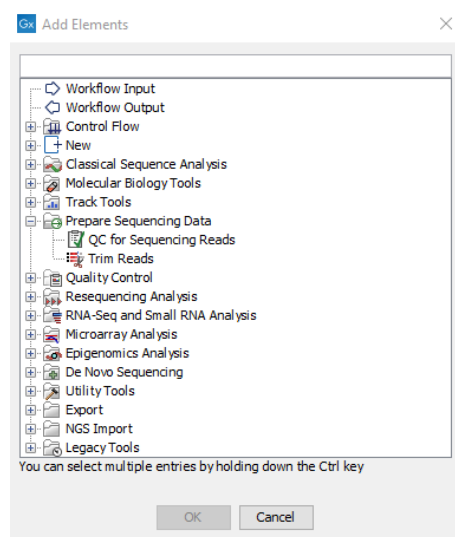 Gx Add Elements
Workflow Input
Workflow Output
Control Flow
New
Classical Sequence Analysis
Molecular Biology Tools
Track Tools
Prepare Sequencing Data
QC for Sequencing Reads
Trim Reads
Quality Control
Resequencing Analysis
RNA-Seq and Small RNA Analysis
Microarray Analysis
Epigenomics Analysis
De Novo Sequencing
Utility Tools
Export
NGS Import
Legacy Tools
You can select multiple entries by holding down the Ctrl key
OK Cancel